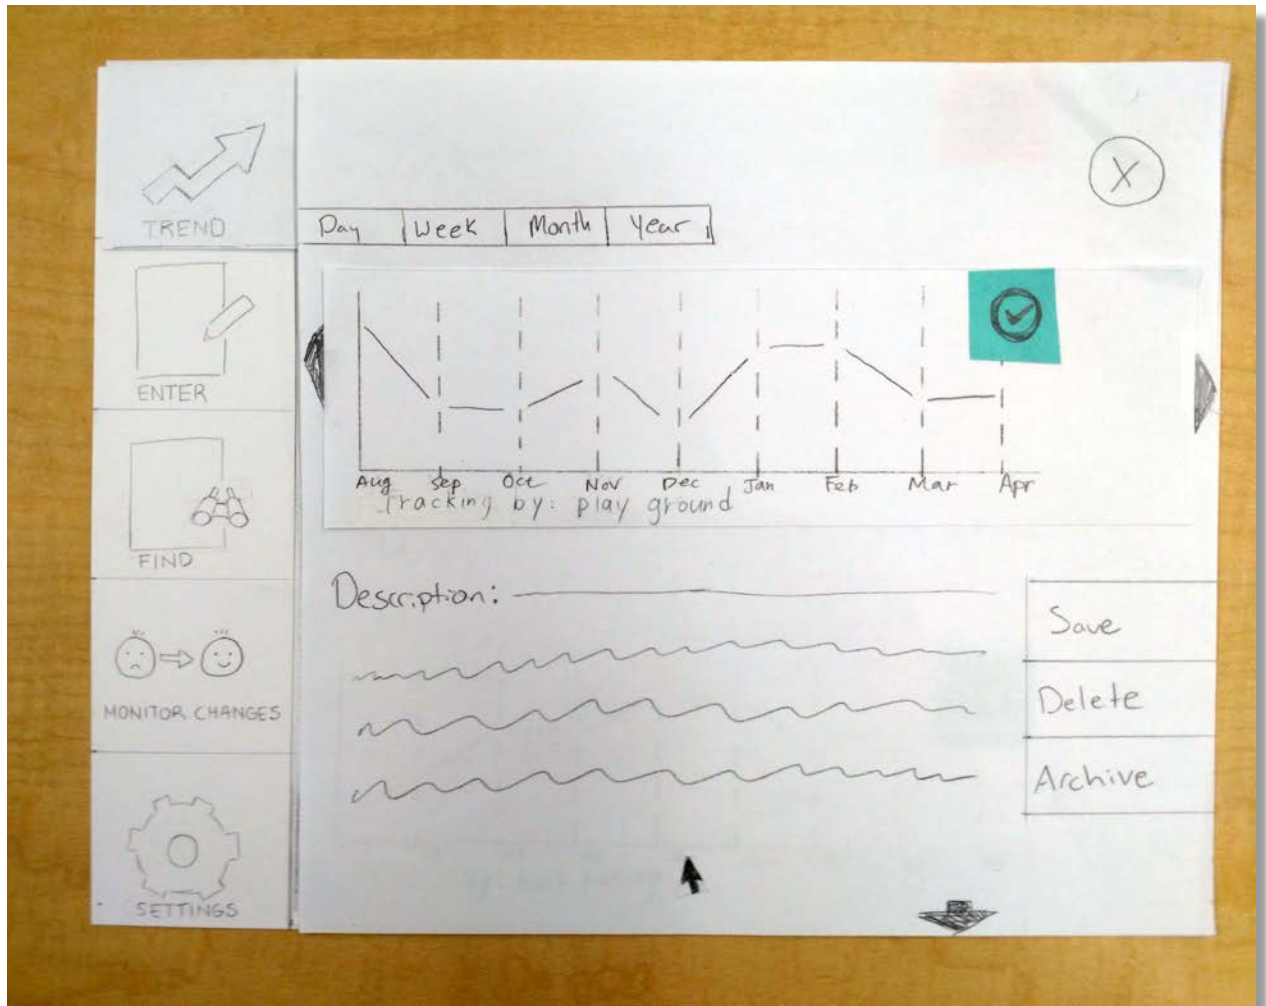 TREND
ENTER
FIND
MONITOR CHANGES
SETTINGS
X
Day Week Month Year
Aug Sep Oct Nov Dec Jan Feb Mar Apr
Tracking by: play ground
Description:
Save
Delete
Archive